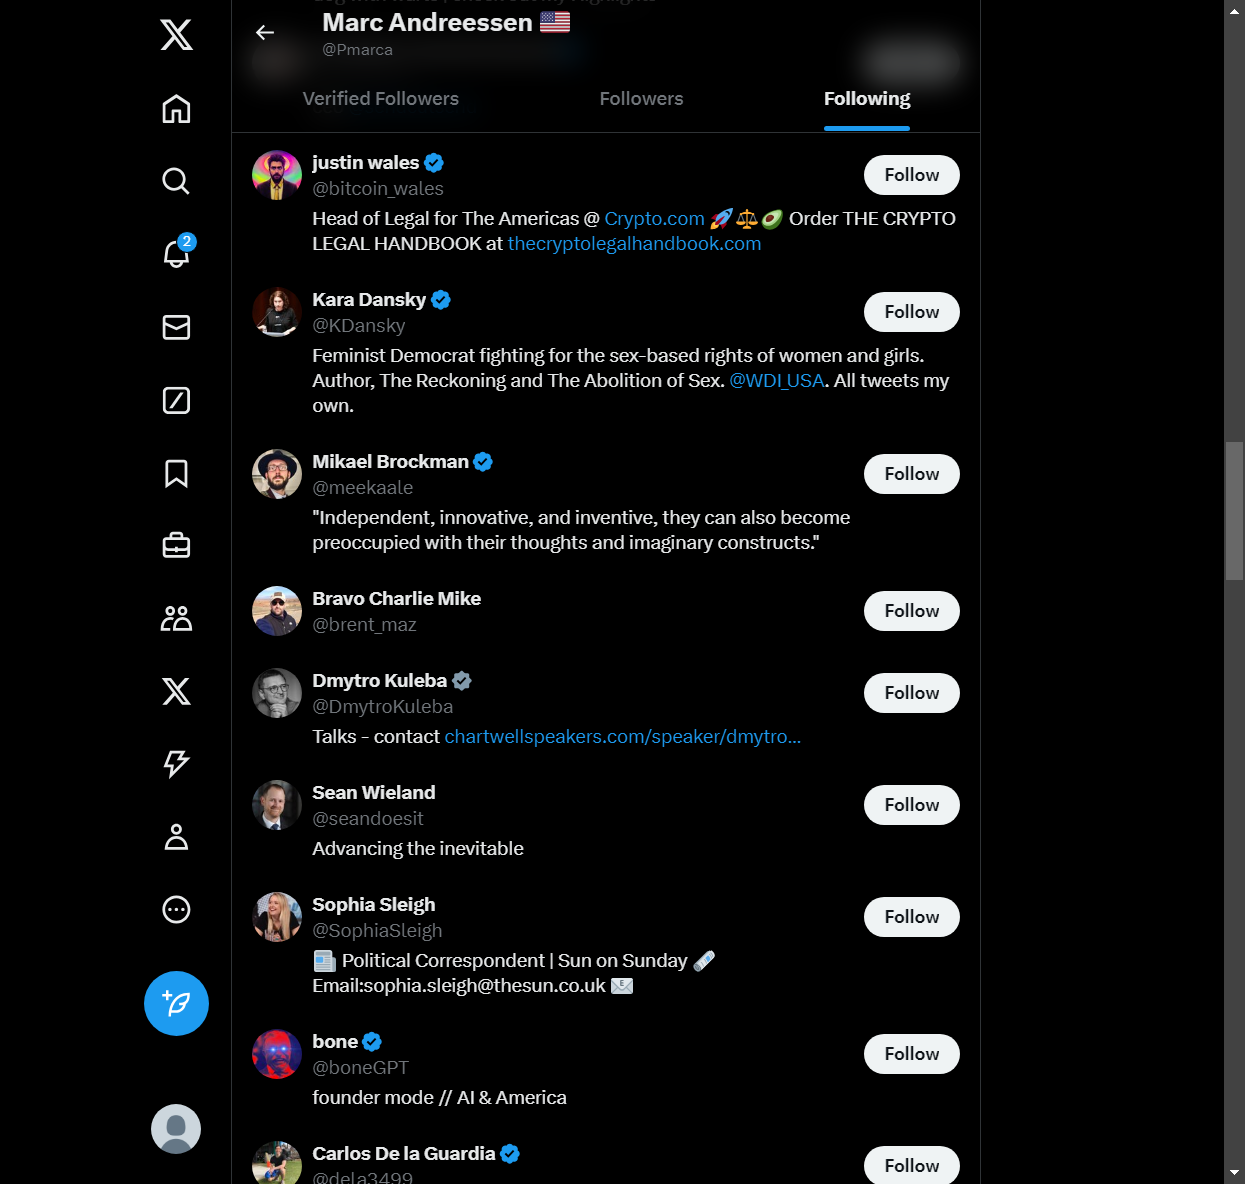 Marc Andreessen
@Pmarca
Verified Followers
Followers
Following
2
justin wales
@bitcoin_wales
Follow
Head of Legal for The Americas @ Crypto.com 🚀⚖️🥑 Order THE CRYPTO
LEGAL HANDBOOK at thecryptolegalhandbook.com
Kara Dansky
@KDansky
Follow
Feminist Democrat fighting for the sex-based rights of women and girls.
Author, The Reckoning and The Abolition of Sex. @WDI_USA. All tweets my
own.
Mikael Brockman
@meekaale
Follow
"Independent, innovative, and inventive, they can also become
preoccupied with their thoughts and imaginary constructs."
Bravo Charlie Mike
@brent_maz
Follow
Dmytro Kuleba
@DmytroKuleba
Follow
Talks - contact chartwellspeakers.com/speaker/dmytro...
Sean Wieland
@seandoesit
Follow
Advancing the inevitable
Sophia Sleigh
@SophiaSleigh
Follow
📰 Political Correspondent | Sun on Sunday 🗞️
Email:sophia.sleigh@thesun.co.uk 📧
bone
@boneGPT
Follow
founder mode // AI & America
Carlos De la Guardia
@dela3499
Follow